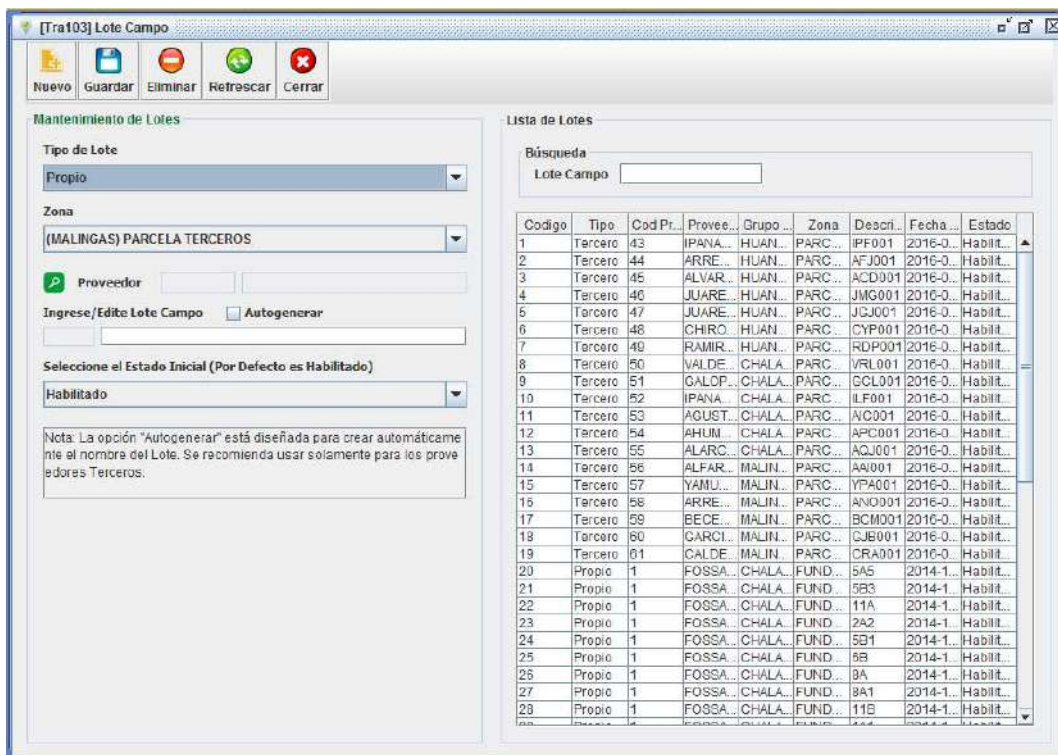 [Tra103] Lote Campo
Nuevo Guardar Eliminar Refrescar Cerrar
Mantenimiento de Lotes
Tipo de Lote
Propio
Zona
(MALINGAS) PARCELA TERCEROS
Proveedor
Ingrese/Edite Lote Campo Autogenerar
Seleccione el Estado Inicial (Por Defecto es Habilitado)
Habilitado
Nota: La opción "Autogenerar" está diseñada para crear automáticame
nte el nombre del Lote. Se recomienda usar solamente para los prove
edores Terceros.
Lista de Lotes
Búsqueda
Lote Campo
Codigo Tipo Cod Pr... Provee... Grupo ... Zona Descri... Fecha ... Estado
1 Tercero 43 IPANA... HUAN... PARC... IPF001 2016-0... Habilit...
2 Tercero 44 ARRE... HUAN... PARC... AFJ001 2016-0... Habilit...
3 Tercero 45 ALVAR... HUAN... PARC... ACD001 2016-0... Habilit...
4 Tercero 46 JUARE... HUAN... PARC... JMG001 2016-0... Habilit...
5 Tercero 47 JUARE... HUAN... PARC... JCJ001 2016-0... Habilit...
6 Tercero 48 CHIRO... HUAN... PARC... CYP001 2016-0... Habilit...
7 Tercero 49 RAMIR... HUAN... PARC... RDP001 2016-0... Habilit...
8 Tercero 50 VALDE... CHALA... PARC... VRL001 2016-0... Habilit...
9 Tercero 51 GALOP... CHALA... PARC... GCL001 2016-0... Habilit...
10 Tercero 52 IPANA... CHALA... PARC... ILF001 2016-0... Habilit...
11 Tercero 53 AGUST... CHALA... PARC... AIC001 2016-0... Habilit...
12 Tercero 54 AHUM... CHALA... PARC... APC001 2016-0... Habilit...
13 Tercero 55 ALARC... CHALA... PARC... AQJ001 2016-0... Habilit...
14 Tercero 56 ALFAR... MALIN... PARC... AAI001 2016-0... Habilit...
15 Tercero 57 YAMU... MALIN... PARC... YPA001 2016-0... Habilit...
16 Tercero 58 ARRE... MALIN... PARC... ANO001 2016-0... Habilit...
17 Tercero 59 BECE... MALIN... PARC... BCM001 2016-0... Habilit...
18 Tercero 60 GARCI... MALIN... PARC... GJB001 2016-0... Habilit...
19 Tercero 61 CALDE... MALIN... PARC... CRA001 2016-0... Habilit...
20 Propio 1 FOSSA... CHALA... FUND... 5A5 2014-1... Habilit...
21 Propio 1 FOSSA... CHALA... FUND... 5B3 2014-1... Habilit...
22 Propio 1 FOSSA... CHALA... FUND... 11A 2014-1... Habilit...
23 Propio 1 FOSSA... CHALA... FUND... 2A2 2014-1... Habilit...
24 Propio 1 FOSSA... CHALA... FUND... 5B1 2014-1... Habilit...
25 Propio 1 FOSSA... CHALA... FUND... 2014-1... Habilit...
26 Propio 1 FOSSA... CHALA... FUND... 2014-1... Habilit...
27 Propio 1 FOSSA... CHALA... FUND... 8A1 2014-1... Habilit...
28 Propio 1 FOSSA... CHALA... FUND... 11B 2014-1... Habilit...